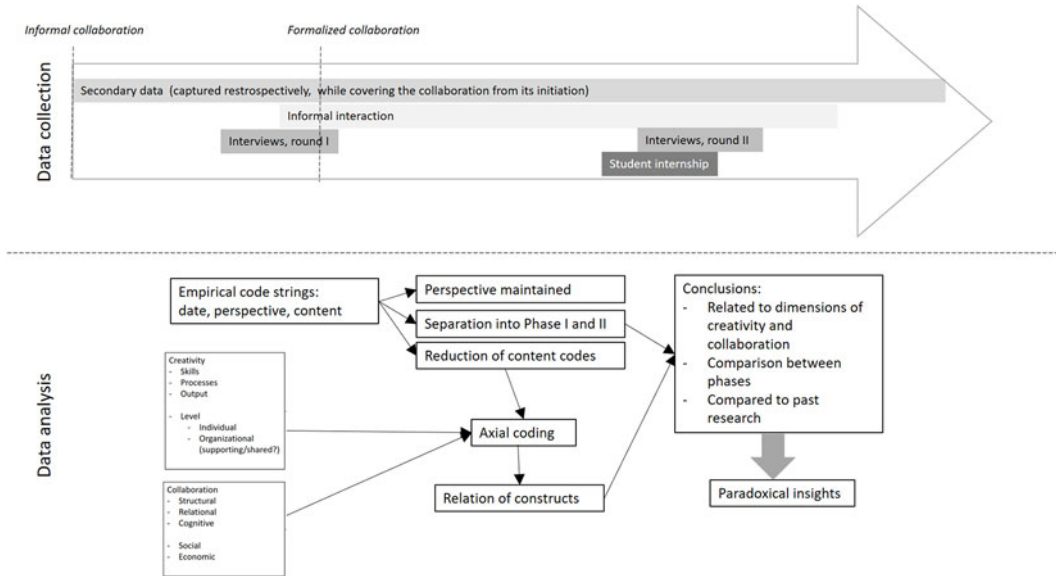 Informal collaboration
Formalized collaboration
Data collection
Secondary data (captured restrospectively, while covering the collaboration from its initiation)
Informal interaction
Interviews, round I
Interviews, round II
Student internship
Data analysis
Empirical code strings:
date, perspective, content
Perspective maintained
Separation into Phase I and II
Reduction of content codes
Creativity
- Skills
- Processes
- Output
- Level
- Individual
- Organizational
(supporting/shared?)
Collaboration
- Structural
- Relational
- Cognitive
- Social
- Economic
Axial coding
Relation of constructs
Conclusions:
- Related to dimensions of
creativity and
collaboration
- Comparison between
phases
- Compared to past
research
Paradoxical insights